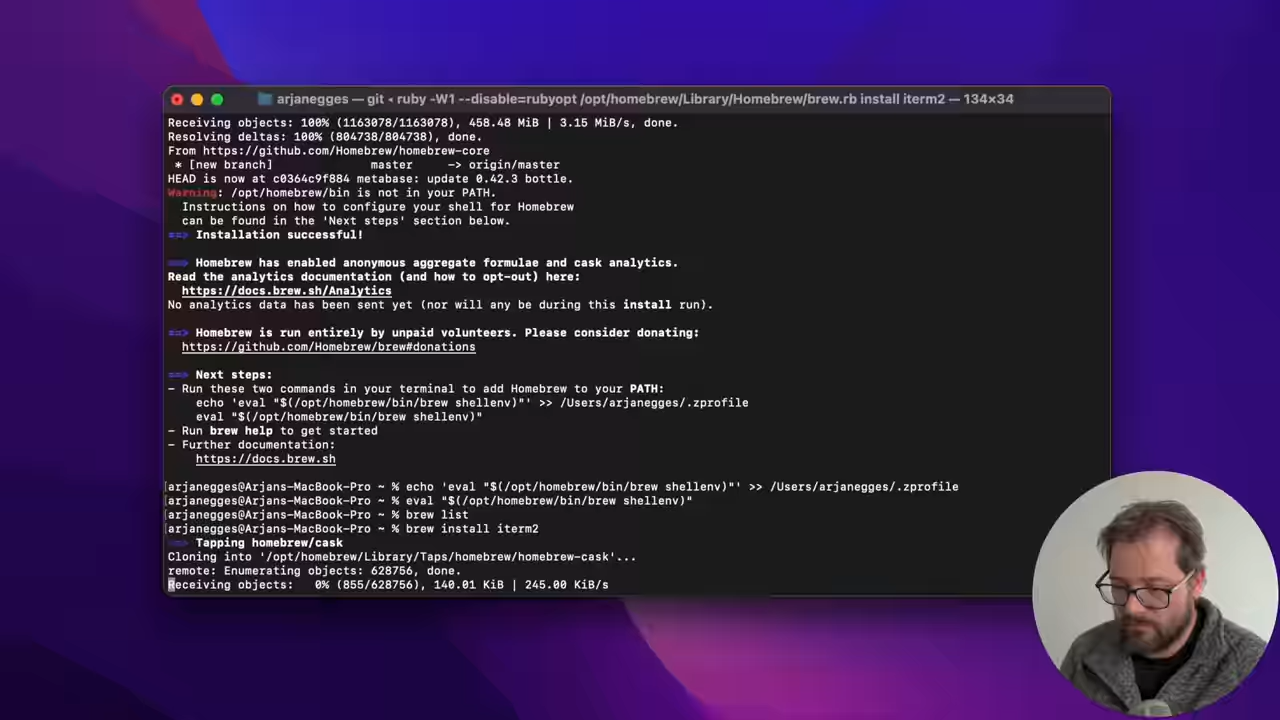 arjanegges — git ◂ ruby -W1 --disable=rubyopt /opt/homebrew/Library/Homebrew/brew.rb install iterm2 — 134×34
Receiving objects: 100% (1163078/1163078), 458.48 MiB | 3.15 MiB/s, done.
Resolving deltas: 100% (804738/804738), done.
From https://github.com/Homebrew/homebrew-core
 * [new branch]              master     -> origin/master
HEAD is now at c0364c9f884 metabase: update 0.42.3 bottle.
Warning: /opt/homebrew/bin is not in your PATH.
  Instructions on how to configure your shell for Homebrew
  can be found in the 'Next steps' section below.
==> Installation successful!
==> Homebrew has enabled anonymous aggregate formulae and cask analytics.
Read the analytics documentation (and how to opt-out) here:
  https://docs.brew.sh/Analytics
No analytics data has been sent yet (nor will any be during this install run).
==> Homebrew is run entirely by unpaid volunteers. Please consider donating:
  https://github.com/Homebrew/brew#donations
==> Next steps:
- Run these two commands in your terminal to add Homebrew to your PATH:
    echo 'eval "$(/opt/homebrew/bin/brew shellenv)"' >> /Users/arjanegges/.zprofile
    eval "$(/opt/homebrew/bin/brew shellenv)"
- Run brew help to get started
- Further documentation:
    https://docs.brew.sh
[arjanegges@Arjans-MacBook-Pro ~ % echo 'eval "$(/opt/homebrew/bin/brew shellenv)"' >> /Users/arjanegges/.zprofile
[arjanegges@Arjans-MacBook-Pro ~ % eval "$(/opt/homebrew/bin/brew shellenv)"
[arjanegges@Arjans-MacBook-Pro ~ % brew list
[arjanegges@Arjans-MacBook-Pro ~ % brew install iterm2
==> Tapping homebrew/cask
Cloning into '/opt/homebrew/Library/Taps/homebrew/homebrew-cask'...
remote: Enumerating objects: 628756, done.
Receiving objects:   0% (855/628756), 140.01 KiB | 245.00 KiB/s